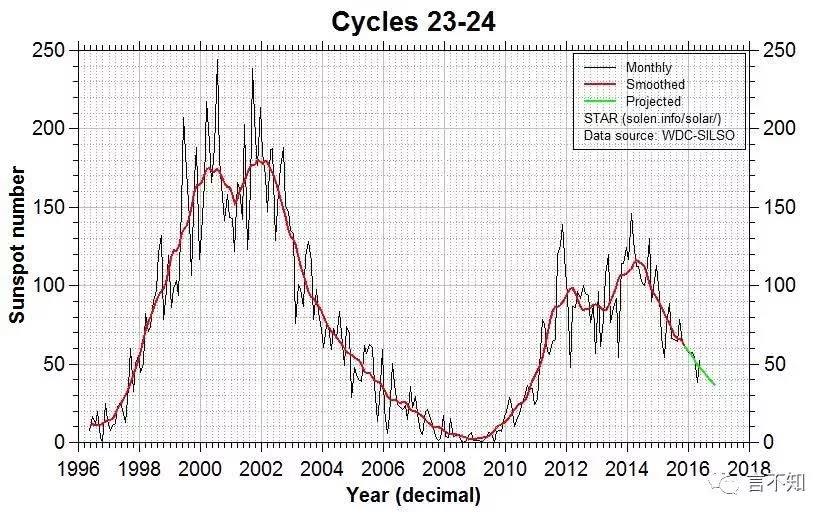 Cycles 23-24
250
200
150
100
50
0
Sunspot number
Monthly
Smoothed
Projected
STAR (solen.info/solar/)
Data source: WDC-SILSO
250
200
150
100
50
0
1996 1998 2000 2002 2004 2006 2008 2010 2012 2014 2016 2018
Year (decimal)
言不知